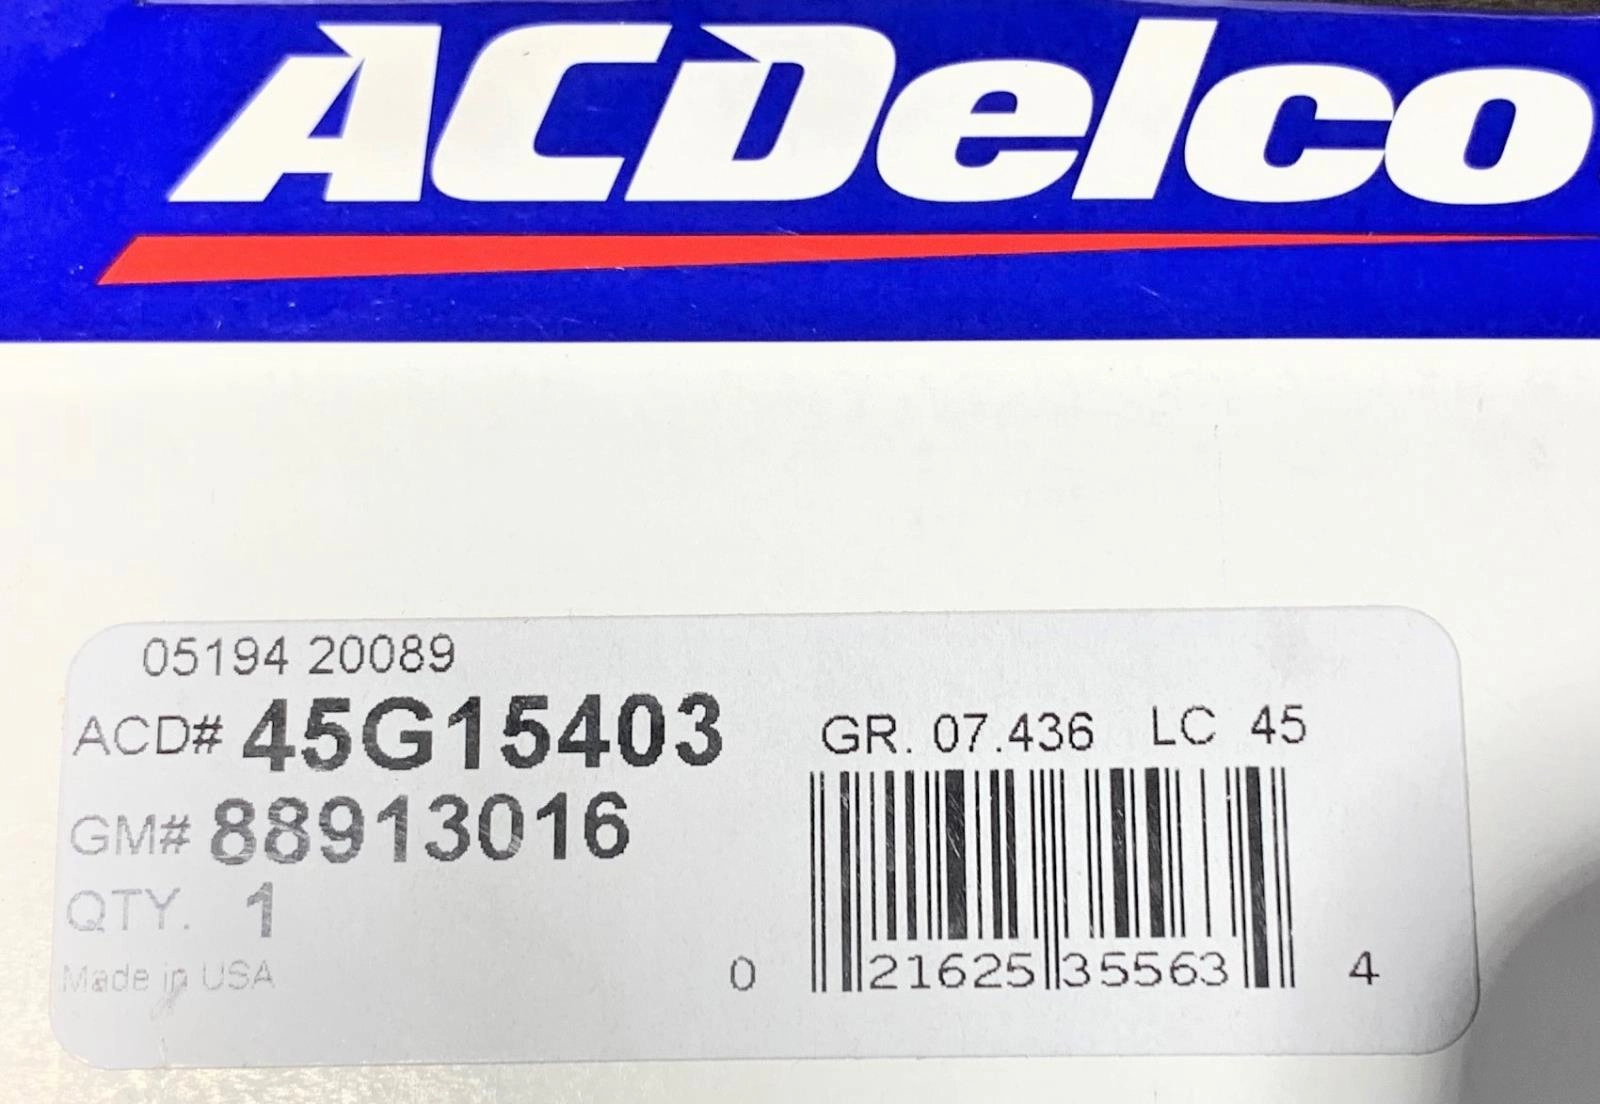 ACDelco
05194 20089
ACD# 45G15403
GR. 07.436 LC 45
GM# 88913016
QTY. 1
Made in USA
0 21625 35563 4